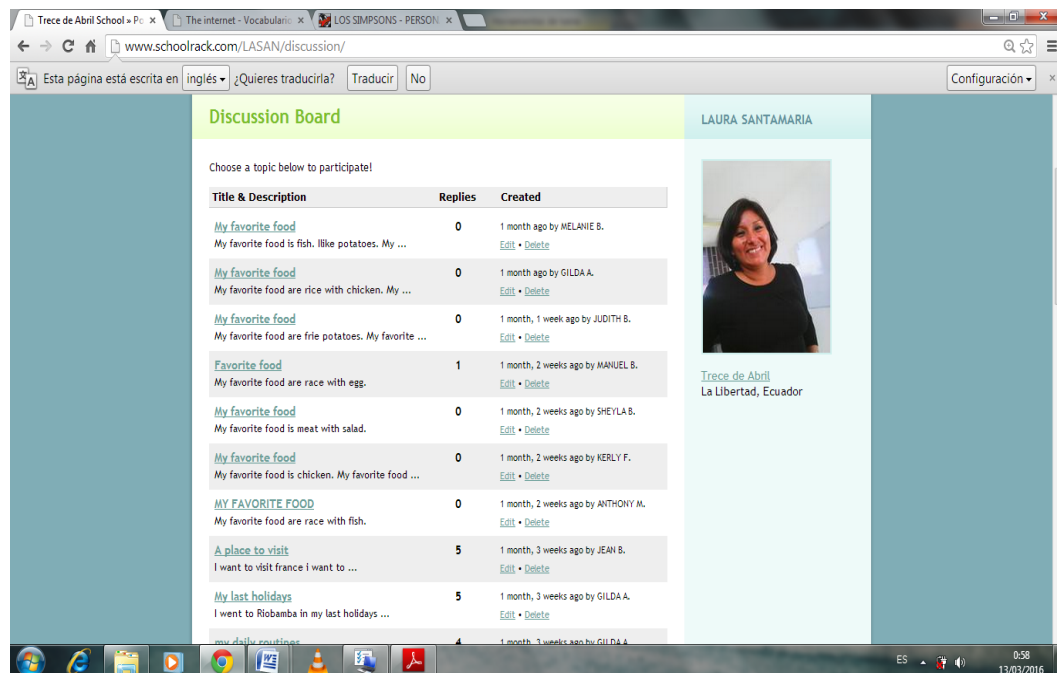 Trece de Abril School » Po
The internet - Vocabulario
LOS SIMPSONS - PERSON
www.schoolrack.com/LASAN/discussion/
Esta página está escrita en inglés ¿Quieres traducirla? Traducir No Configuración
Discussion Board
LAURA SANTAMARIA
Choose a topic below to participate!
Title & Description Replies Created
My favorite food 0 1 month ago by MELANIE B.
My favorite food is fish. Ilike potatoes. My ... Edit • Delete
My favorite food 0 1 month ago by GILDA A.
My favorite food are rice with chicken. My ... Edit • Delete
My favorite food 0 1 month, 1 week ago by JUDITH B.
My favorite food are frie potatoes. My favorite ... Edit • Delete
Favorite food 1 1 month, 2 weeks ago by MANUEL B.
My favorite food are race with egg. Edit • Delete
My favorite food 0 1 month, 2 weeks ago by SHEYLA B.
My favorite food is meat with salad. Edit • Delete
My favorite food 0 1 month, 2 weeks ago by KERLY F.
My favorite food is chicken. My favorite food ... Edit • Delete
MY FAVORITE FOOD 0 1 month, 2 weeks ago by ANTHONY M.
My favorite food are race with fish. Edit • Delete
A place to visit 5 1 month, 3 weeks ago by JEAN B.
I want to visit france i want to ... Edit • Delete
My last holidays 5 1 month, 3 weeks ago by GILDA A.
I went to Riobamba in my last holidays ... Edit • Delete
my daily routines 4 1 month, 3 weeks ago by GILDA A.
Trece de Abril
La Libertad, Ecuador
ES
0:58
13/03/2016